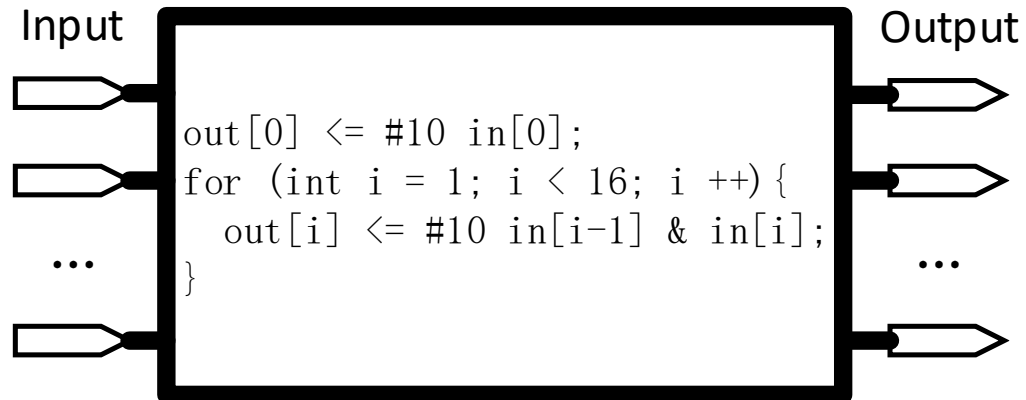 Input
Output
out[0] <= #10 in[0];
for (int i = 1; i < 16; i ++) {
  out[i] <= #10 in[i-1] & in[i];
}
... ...